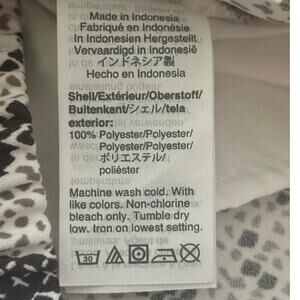 Made in Indonesia
Fabriqué en Indonésie
In Indonesien Hergestellt
Vervaardigd in Indonesië
インドネシア製
Hecho en Indonesia
Shell/Extérieur/Oberstoff/
Buitenkant/シェル/tela
exterior:
100% Polyester/Polyester/
Polyester/Polyester/
ポリエステル/
poliéster
Machine wash cold. With
like colors. Non-chlorine
bleach only. Tumble dry
low. Iron on lowest setting.
30